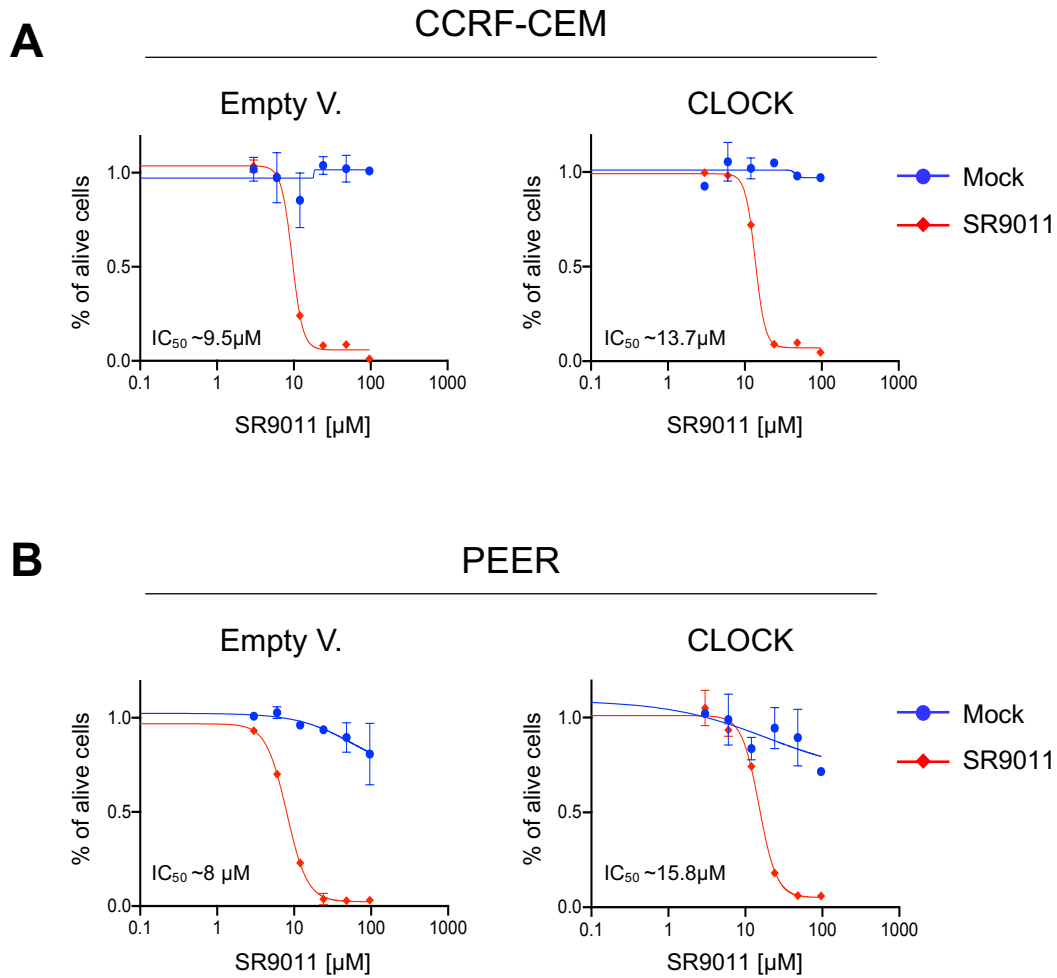 A
CCRF-CEM
Empty V.
CLOCK
% of alive cells
1.0
0.5
0.0
IC50 ~9.5µM
0.1 1 10 100 1000
SR9011 [µM]
% of alive cells
1.0
0.5
0.0
IC50 ~13.7µM
0.1 1 10 100 1000
SR9011 [µM]
Mock
SR9011
B
PEER
Empty V.
CLOCK
% of alive cells
1.0
0.5
0.0
IC50 ~8 µM
0.1 1 10 100 1000
SR9011 [µM]
% of alive cells
1.0
0.5
0.0
IC50 ~15.8µM
0.1 1 10 100 1000
SR9011 [µM]
Mock
SR9011